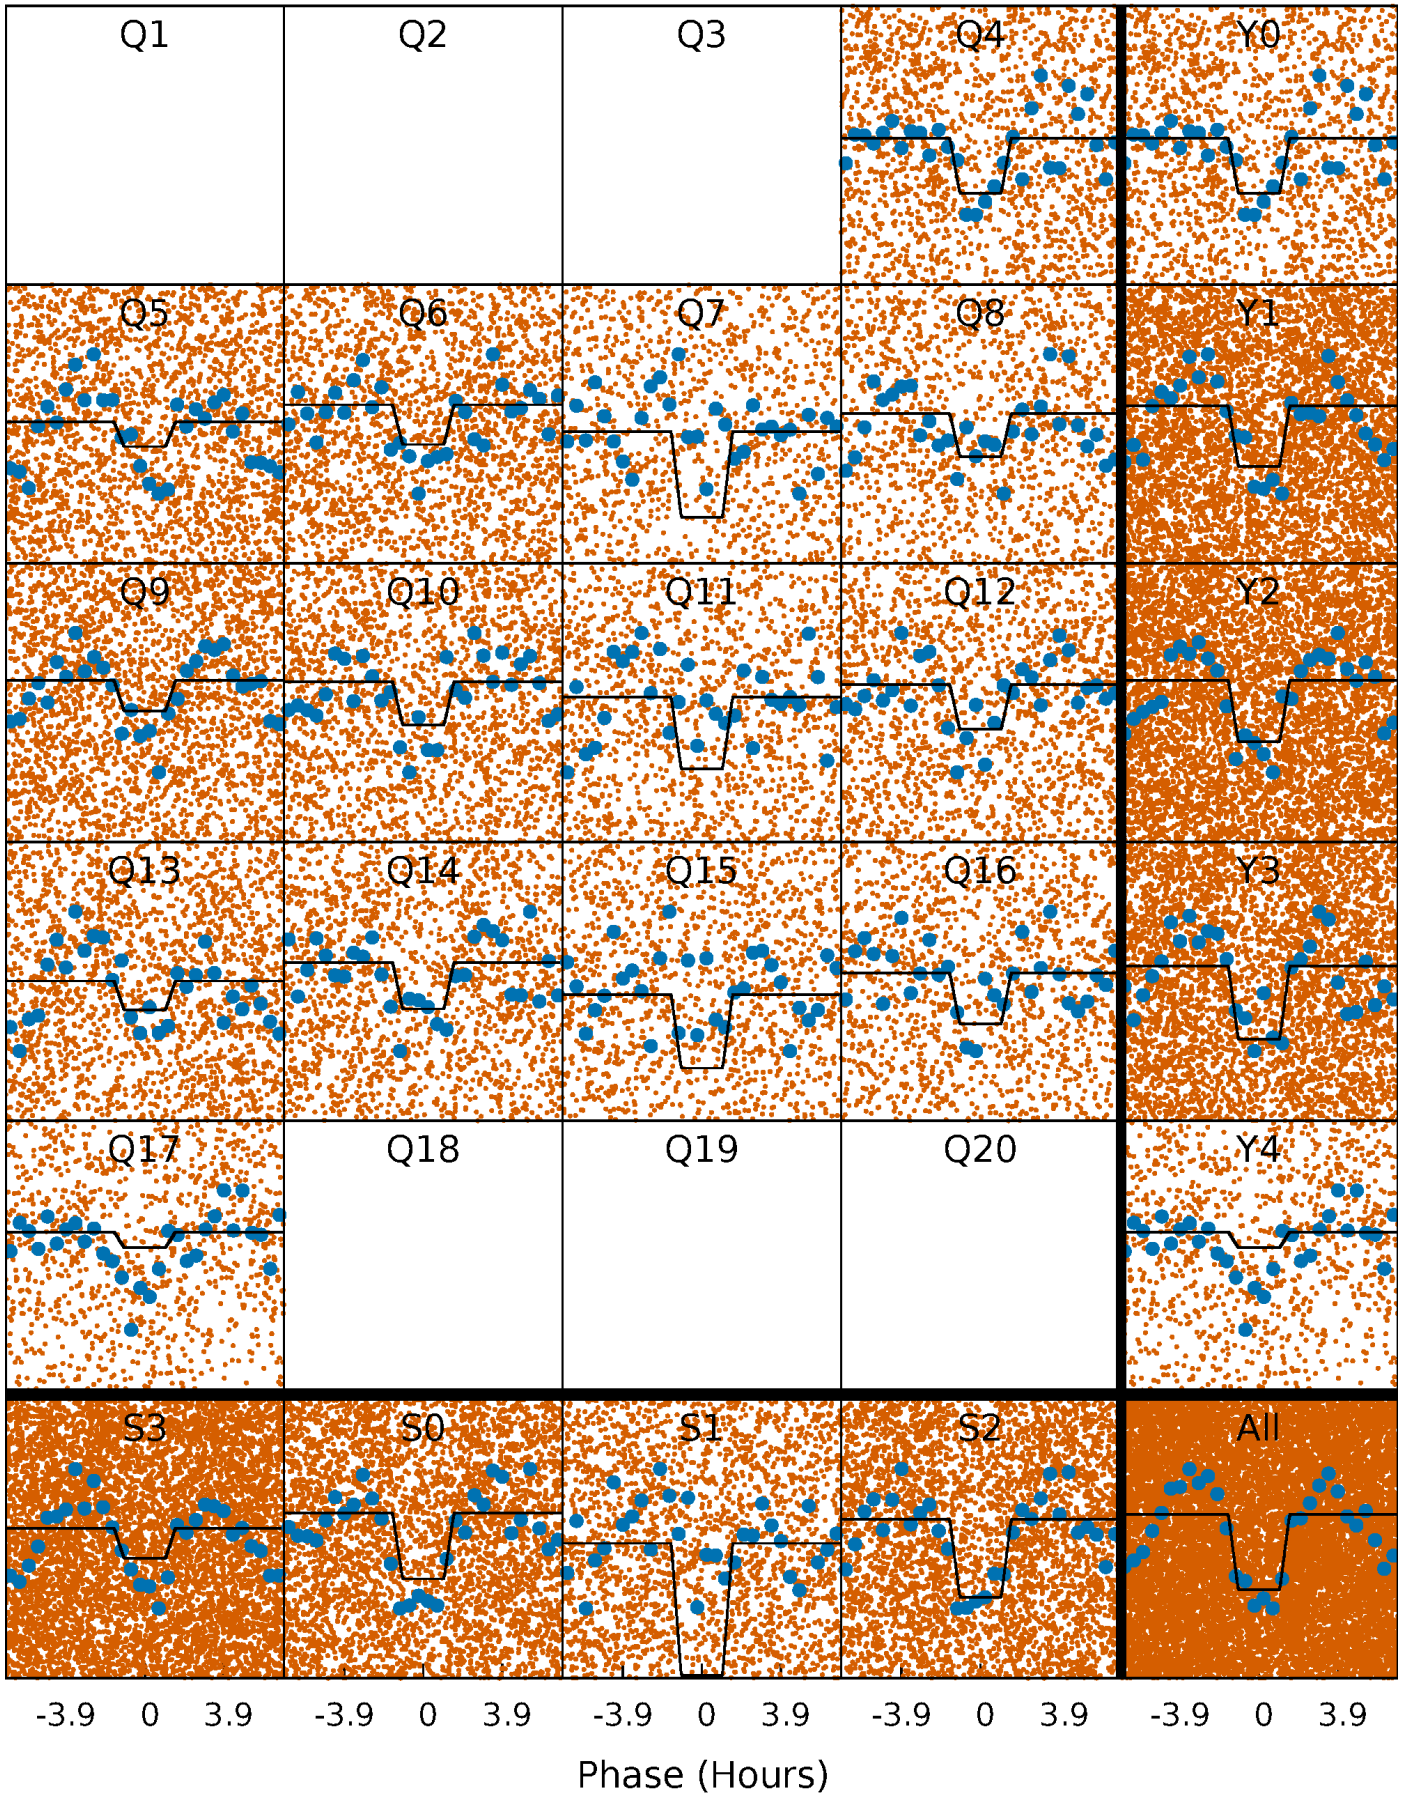 Q1 Q2 Q3 Q4 Y0
Q5 Q6 Q7 Q8 Y1
Q9 Q10 Q11 Q12 Y2
Q13 Q14 Q15 Q16 Y3
Q17 Q18 Q19 Q20 Y4
S3 S0 S1 S2 All
-3.9 0 3.9 -3.9 0 3.9 -3.9 0 3.9 -3.9 0 3.9 -3.9 0 3.9
Phase (Hours)